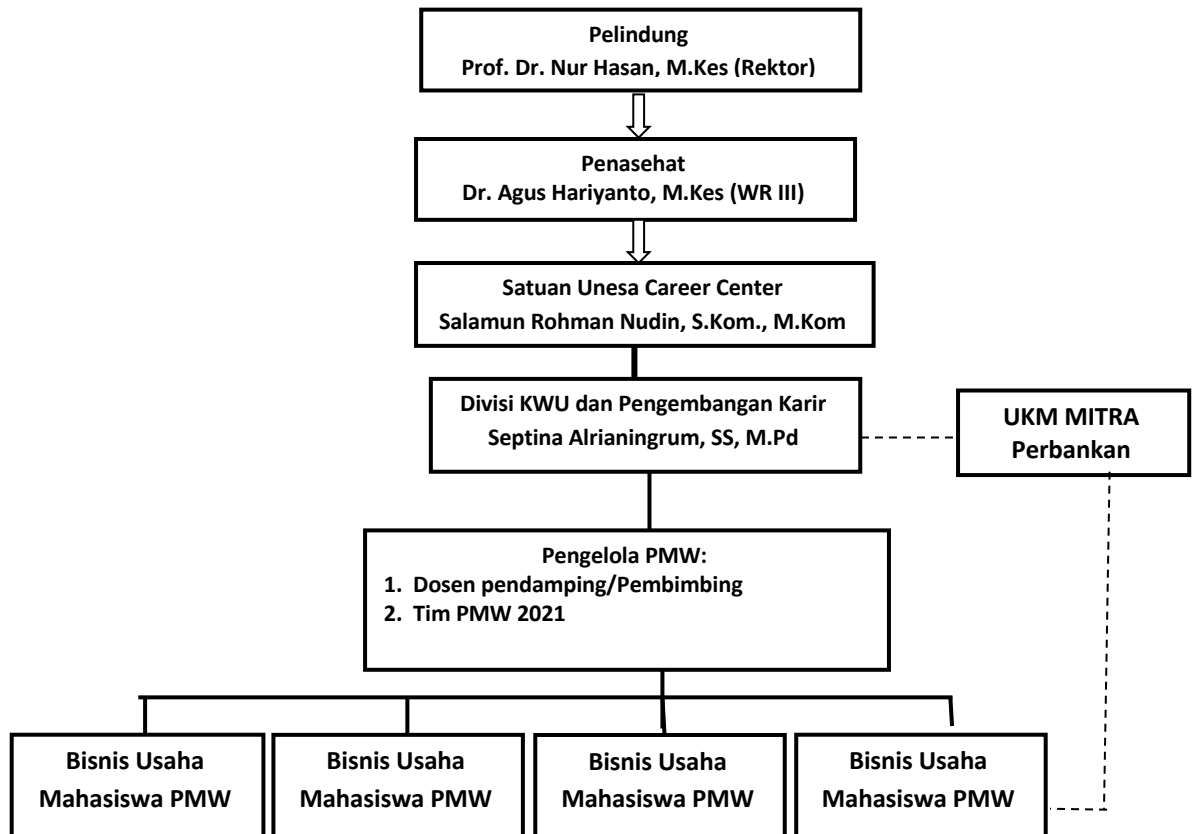 Pelindung
Prof. Dr. Nur Hasan, M.Kes (Rektor)
Penasehat
Dr. Agus Hariyanto, M.Kes (WR III)
Satuan Unesa Career Center
Salamun Rohman Nudin, S.Kom., M.Kom
Divisi KWU dan Pengembangan Karir
Septina Alrianingrum, SS, M.Pd
UKM MITRA
Perbankan
Pengelola PMW:
1. Dosen pendamping/Pembimbing
2. Tim PMW 2021
Bisnis Usaha
Mahasiswa PMW
Bisnis Usaha
Mahasiswa PMW
Bisnis Usaha
Mahasiswa PMW
Bisnis Usaha
Mahasiswa PMW